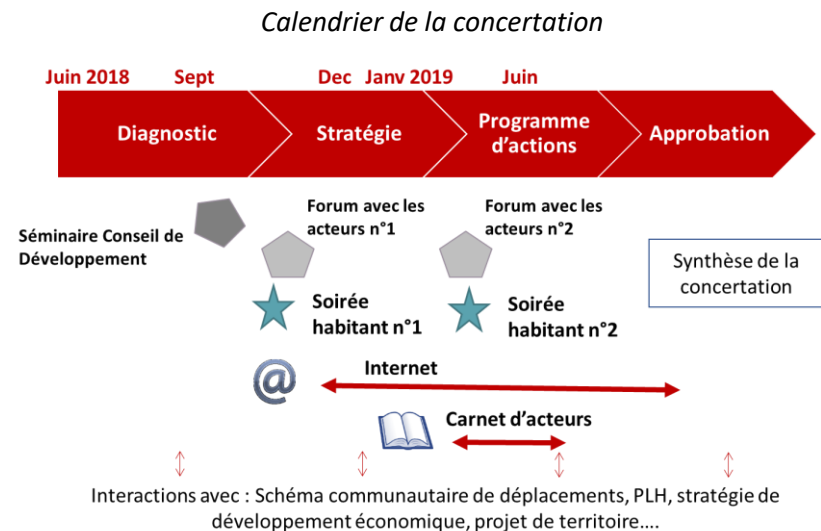 Calendrier de la concertation
Juin 2018 Sept Dec Janv 2019 Juin
Diagnostic
Stratégie
Programme
d'actions
Approbation
Séminaire Conseil de
Développement
Forum avec les
acteurs n°1
Forum avec les
acteurs n°2
Synthèse de la
concertation
Soirée
habitant n°1
Soirée
habitant n°2
@
Internet
Carnet d'acteurs
Interactions avec : Schéma communautaire de déplacements, PLH, stratégie de
développement économique, projet de territoire....